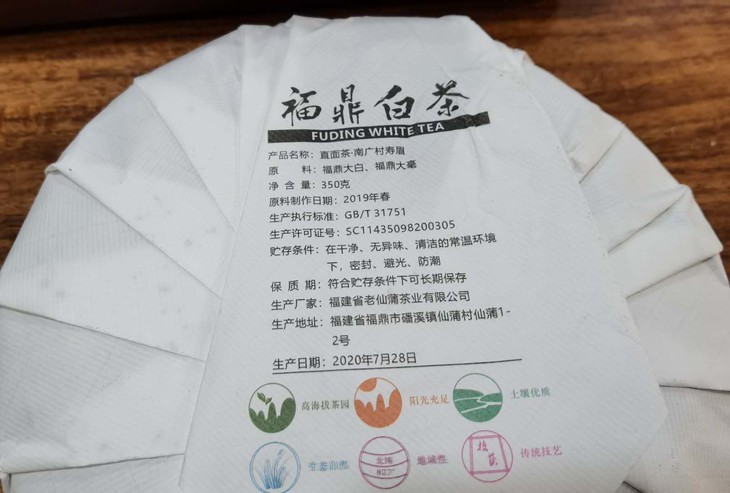 福鼎白茶
FUDING WHITE TEA
产品名称：直面茶·南广村寿眉
原 料：福鼎大白、福鼎大毫
净 含 量：350克
原料制作日期：2019年春
生产执行标准：GB/T 31751
生产许可证号：SC11435098200305
贮存条件：在干净、无异味、清洁的常温环境
下，密封、避光、防潮
保 质 期：符合贮存条件下可长期保存
生产厂家：福建省老仙蒲茶业有限公司
生产地址：福建省福鼎市磻溪镇仙蒲村仙蒲1-
2号
生产日期：2020年7月28日
高海拔茶园 阳光充足 土壤优质
北纬
传统技艺